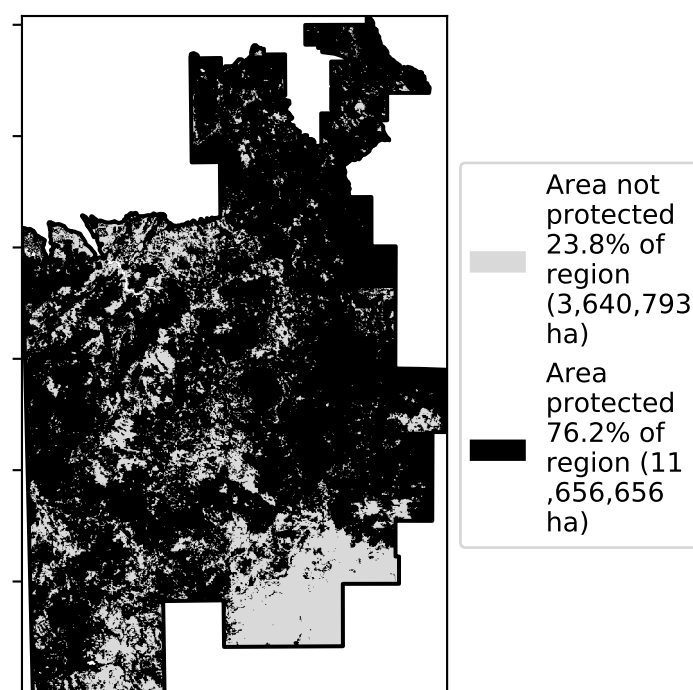 Area not
protected
23.8% of
region
(3,640,793
ha)
Area
protected
76.2% of
region (11
,656,656
ha)